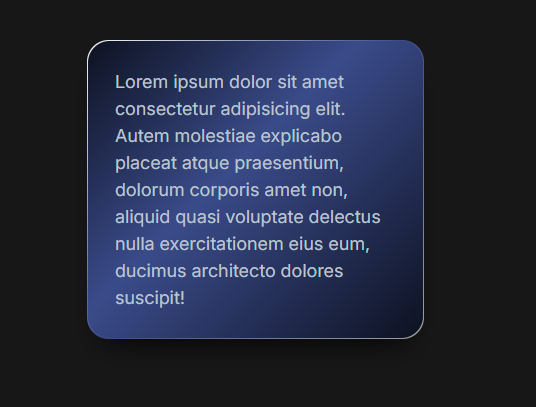 Lorem ipsum dolor sit amet
consectetur adipisicing elit.
Autem molestiae explicabo
placeat atque praesentium,
dolorum corporis amet non,
aliquid quasi voluptate delectus
nulla exercitationem eius eum,
ducimus architecto dolores
suscipit!